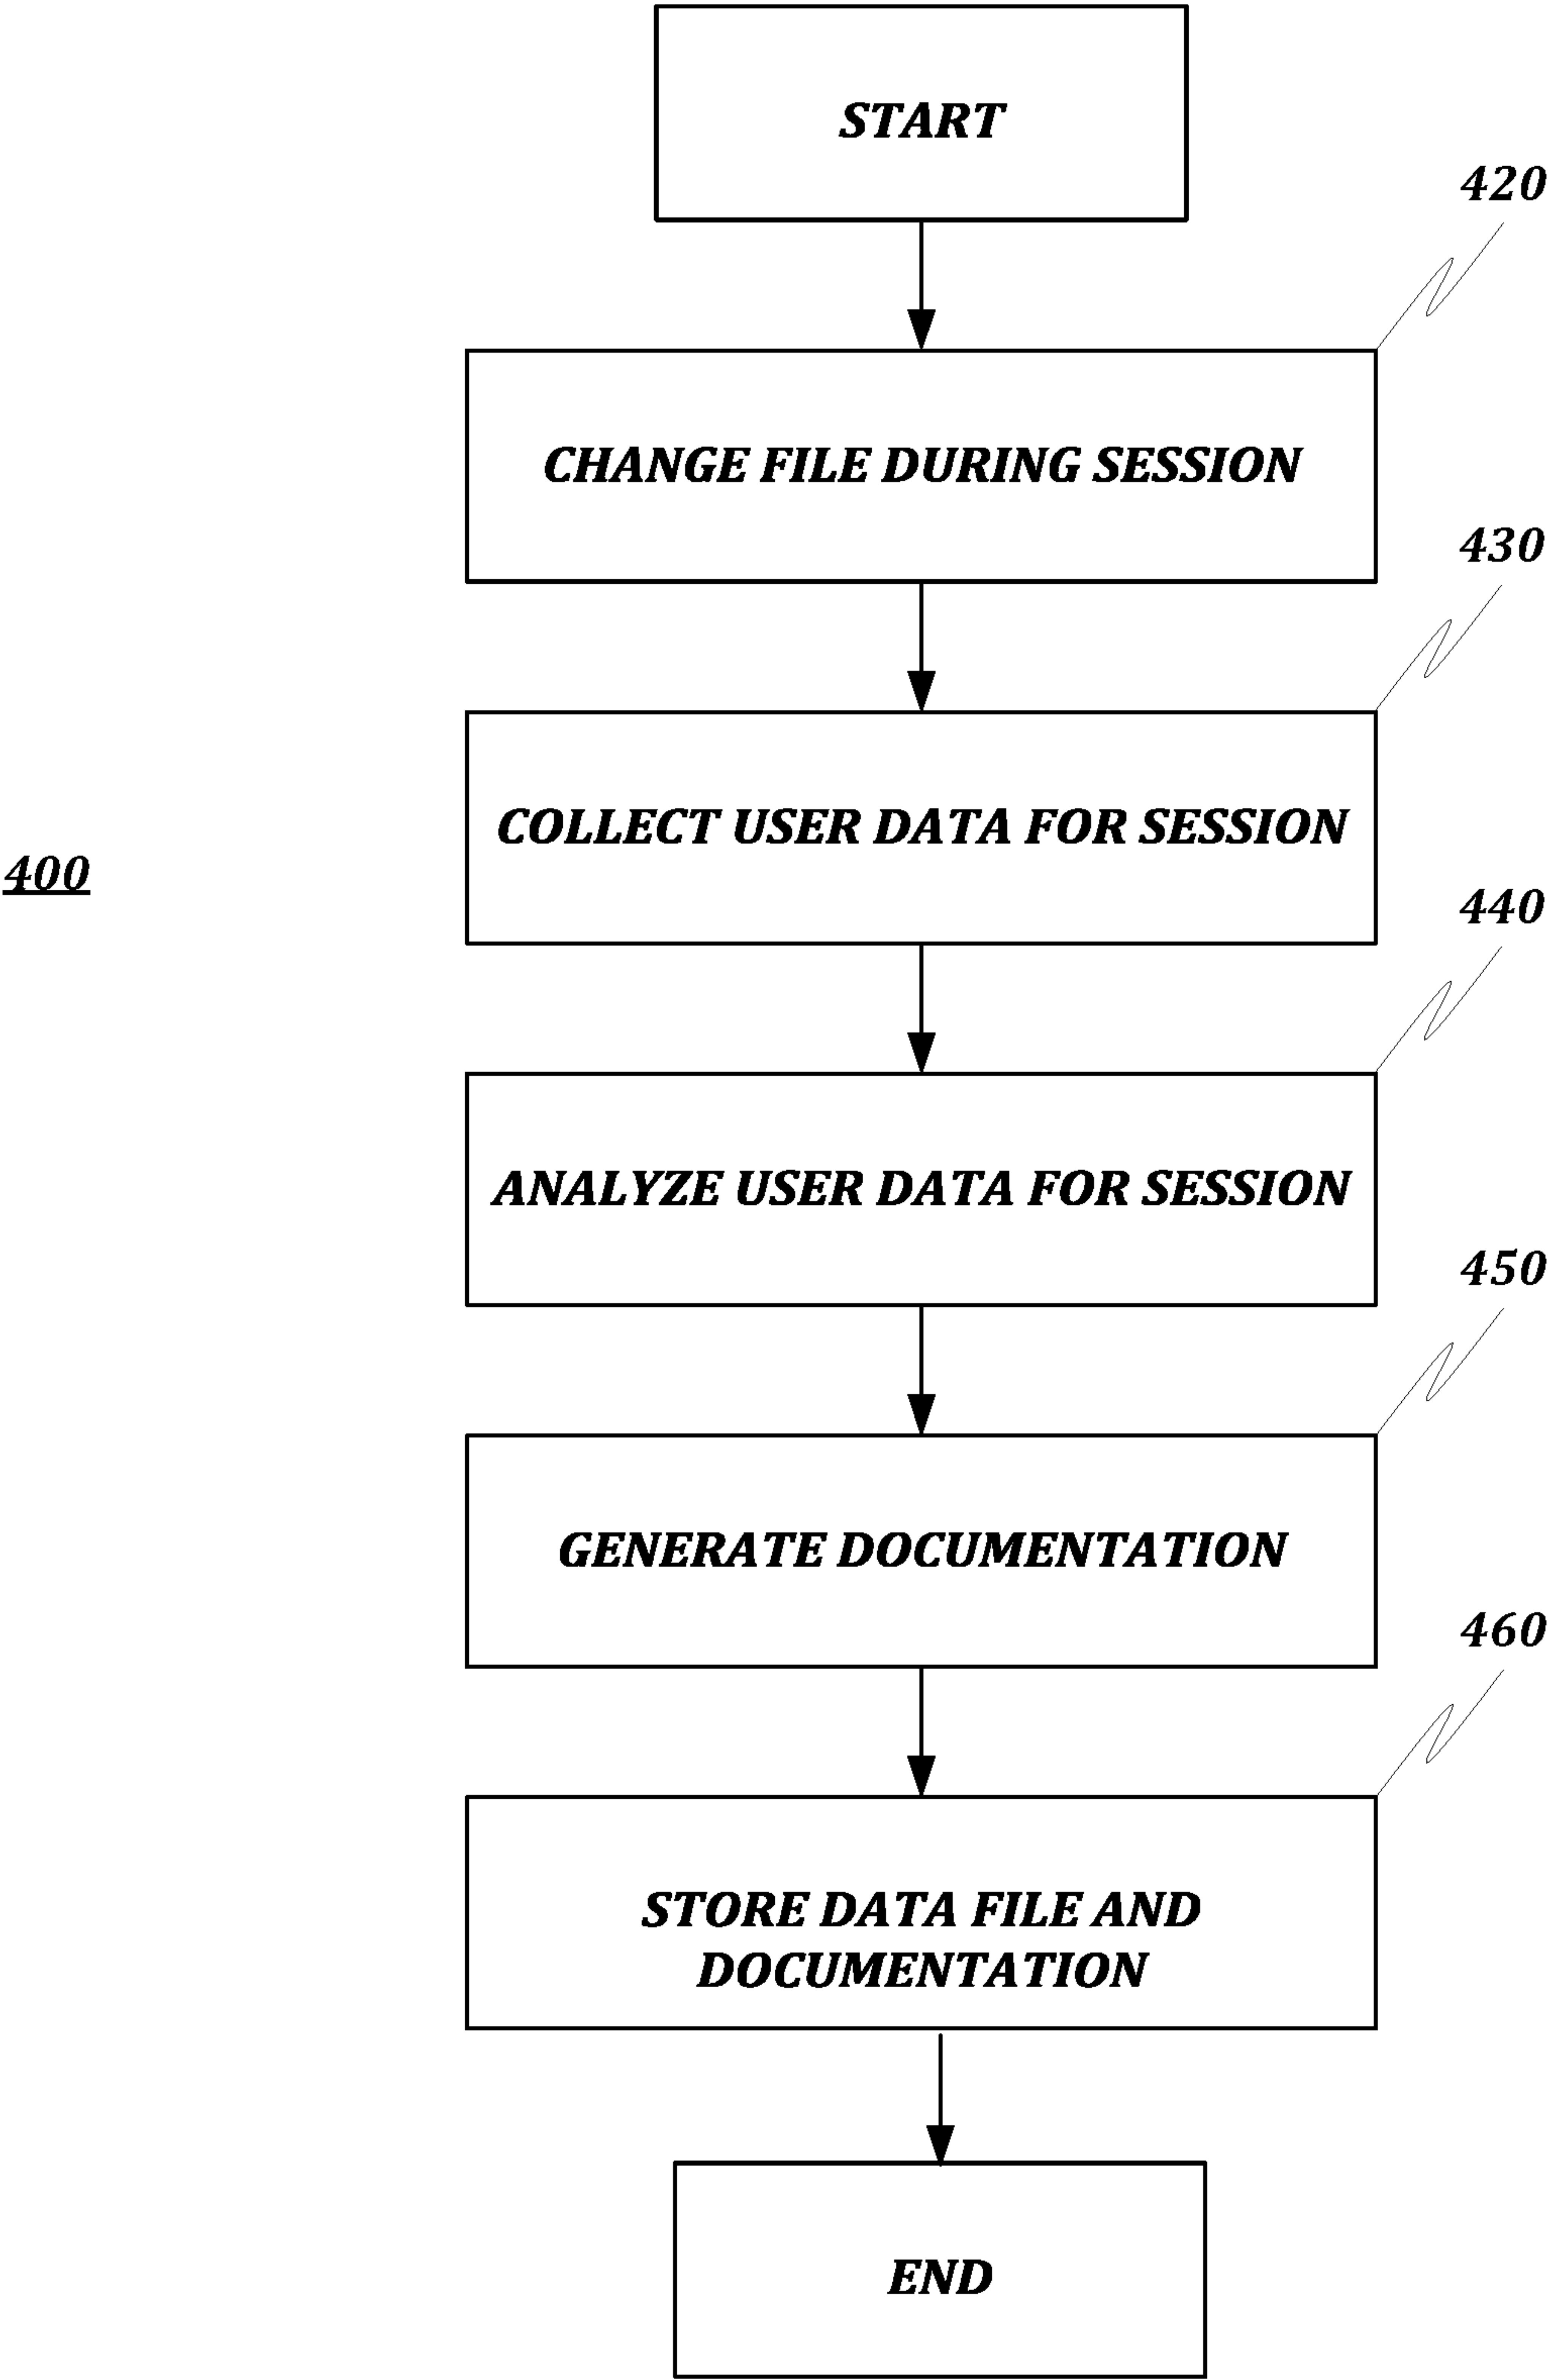 START
420
CHANGE FILE DURING SESSION
430
COLLECT USER DATA FOR SESSION
400
440
ANALYZE USER DATA FOR SESSION
450
GENERATE DOCUMENTATION
460
STORE DATA FILE AND
DOCUMENTATION
END